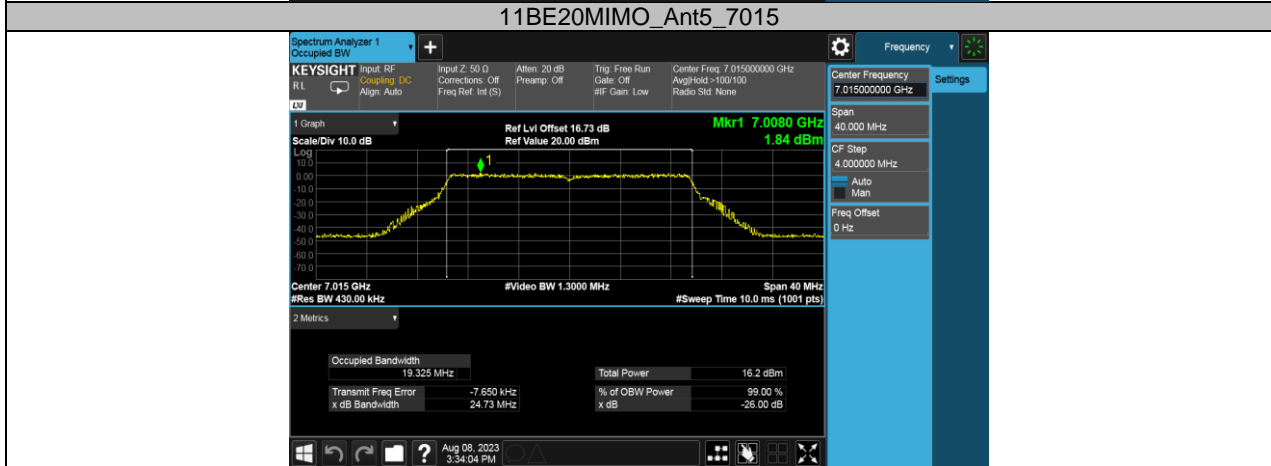 11BE20MIMO_Ant5_7015
Spectrum Analyzer 1
Occupied BW
+
Frequency
KEYSIGHT
Input: RF
Coupling: DC
Align: Auto
RL
LXI
Input Z: 50 Ω
Corrections: Off
Freq Ref: Int (S)
Atten: 20 dB
Preamp: Off
Trig: Free Run
Gate: Off
#IF Gain: Low
Center Freq: 7.015000000 GHz
Avg|Hold:>100/100
Radio Std: None
Center Frequency
7.015000000 GHz
Settings
Span
40.000 MHz
CF Step
4.000000 MHz
Auto
Man
Freq Offset
0 Hz
1 Graph
Scale/Div 10.0 dB
Ref Lvl Offset 16.73 dB
Ref Value 20.00 dBm
Mkr1 7.0080 GHz
1.84 dBm
Log
10.0
0.00
-10.0
-20.0
-30.0
-40.0
-50.0
-60.0
-70.0
1
Center 7.015 GHz
#Video BW 1.3000 MHz
Span 40 MHz
#Res BW 430.00 kHz
#Sweep Time 10.0 ms (1001 pts)
2 Metrics
Occupied Bandwidth
19.325 MHz
Total Power 16.2 dBm
Transmit Freq Error -7.650 kHz
% of OBW Power 99.00 %
x dB Bandwidth 24.73 MHz
x dB -26.00 dB
?
Aug 08, 2023
3:34:04 PM